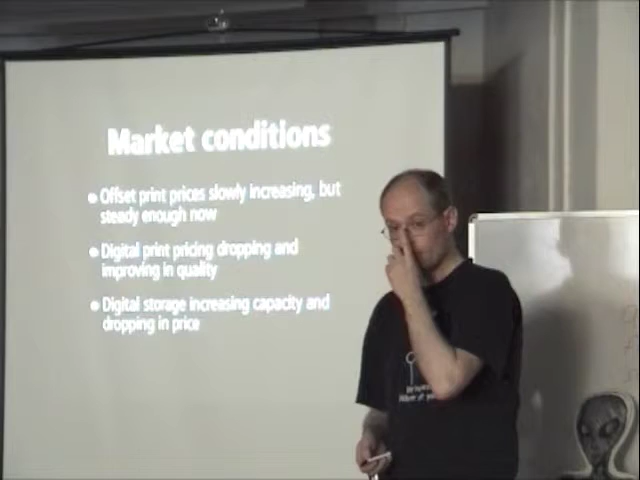 Market conditions
Offset print prices slowly increasing, but
steady enough now
Digital print pricing dropping and
improving in quality
Digital storage increasing capacity and
dropping in price